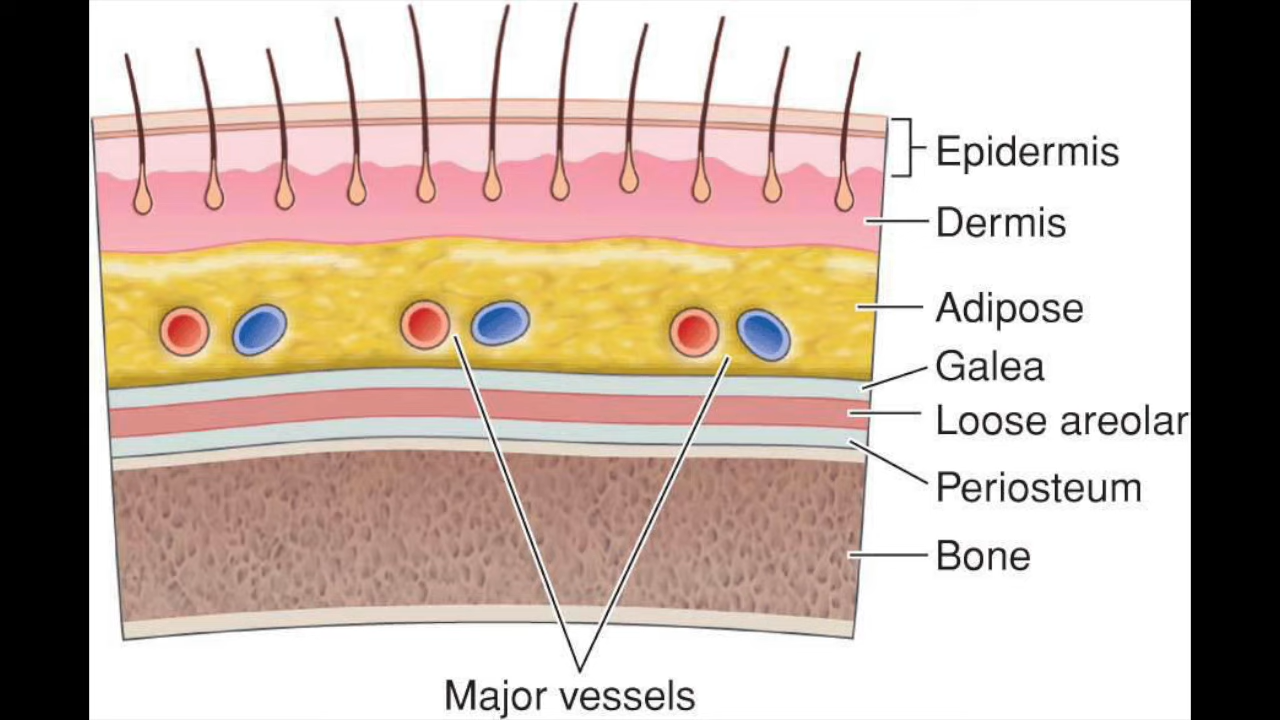 Epidermis
Dermis
Adipose
Galea
Loose areolar
Periosteum
Bone
Major vessels